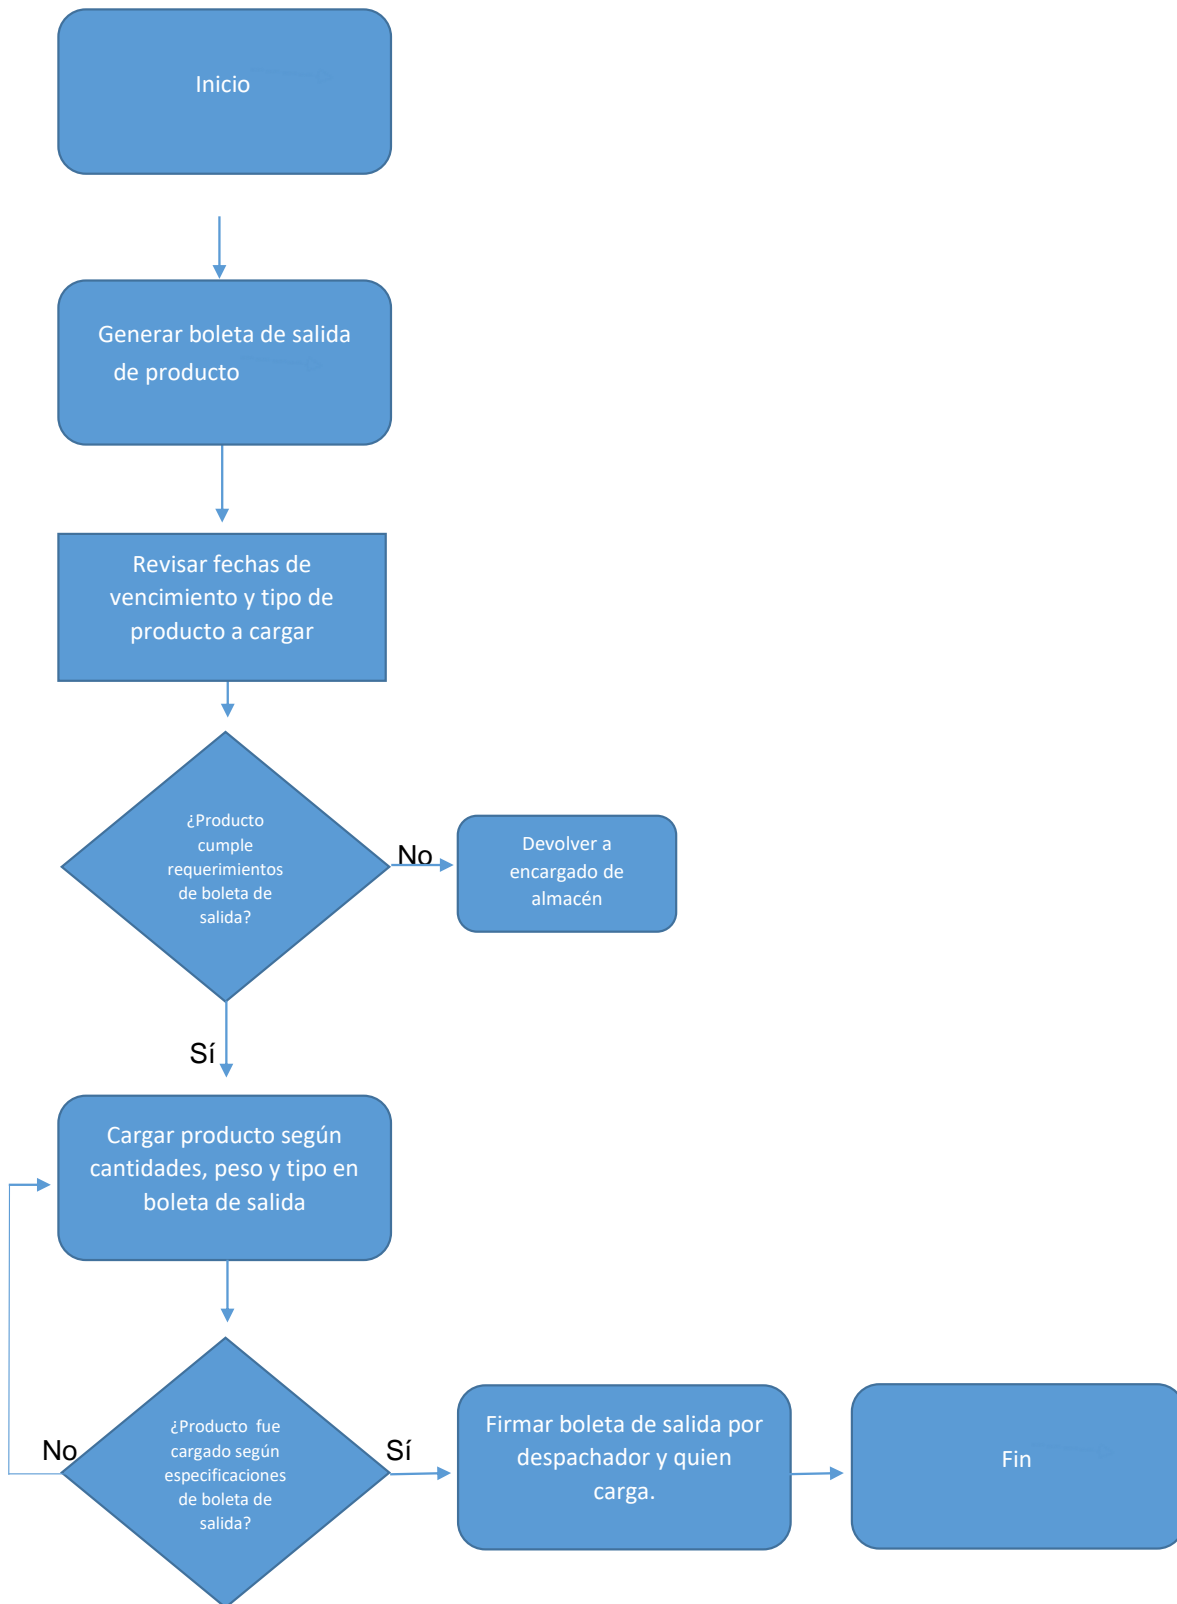 Inicio
Generar boleta de salida
de producto
Revisar fechas de
vencimiento y tipo de
producto a cargar
¿Producto
cumple
requerimientos
de boleta de
salida?
No
Devolver a
encargado de
almacén
Sí
Cargar producto según
cantidades, peso y tipo en
boleta de salida
No
¿Producto  fue
cargado según
especificaciones
de boleta de
salida?
Sí
Firmar boleta de salida por
despachador y quien
carga.
Fin